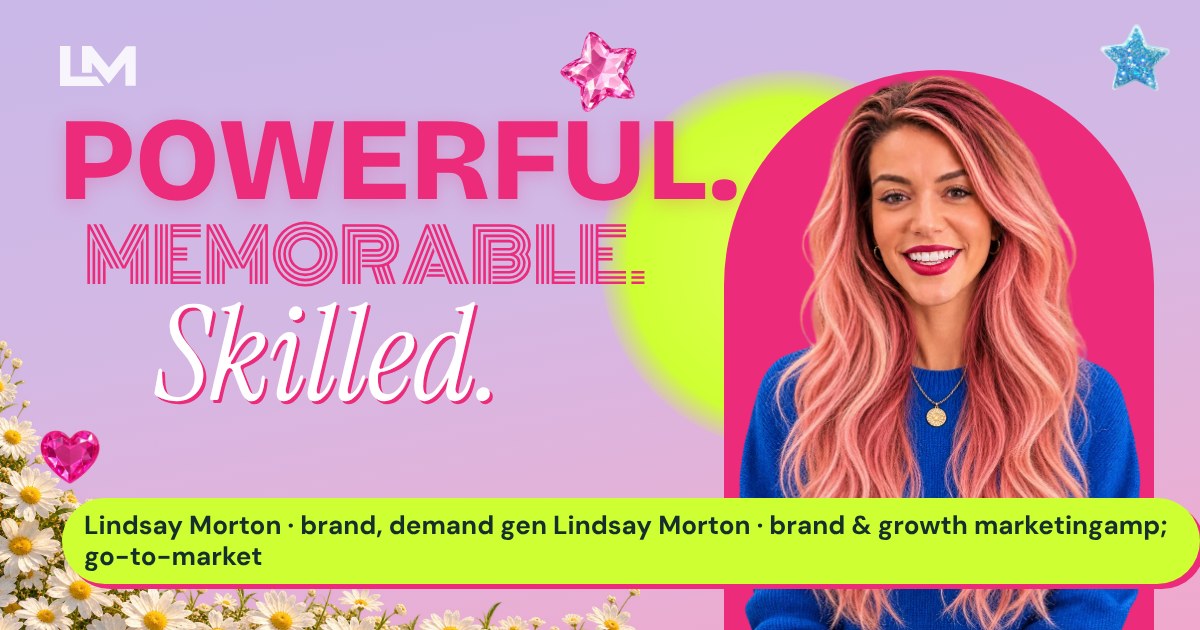 LM
POWERFUL.
MEMORABLE.
Skilled.
Lindsay Morton · brand, demand gen Lindsay Morton · brand & growth marketingamp;
go-to-market